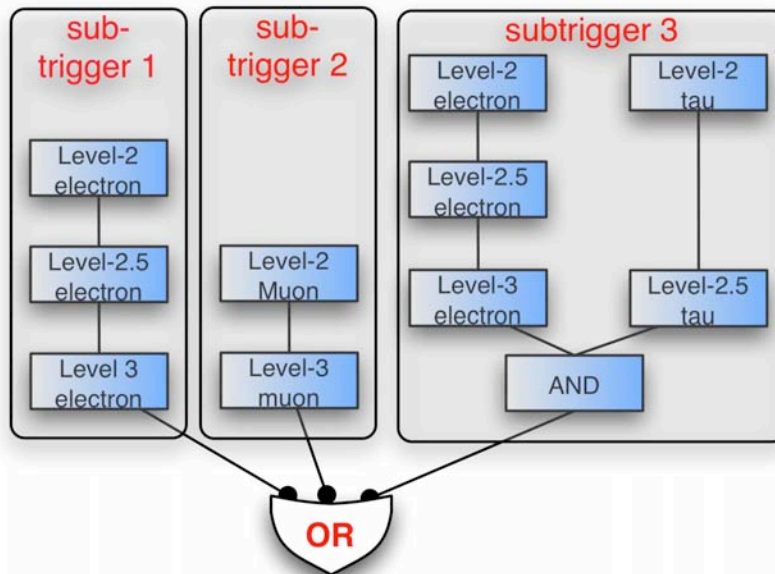 sub-
trigger 1
Level-2
electron
Level-2.5
electron
Level 3
electron
sub-
trigger 2
Level-2
Muon
Level-3
muon
subtrigger 3
Level-2
electron
Level-2.5
electron
Level-3
electron
Level-2
tau
Level-2.5
tau
AND
OR